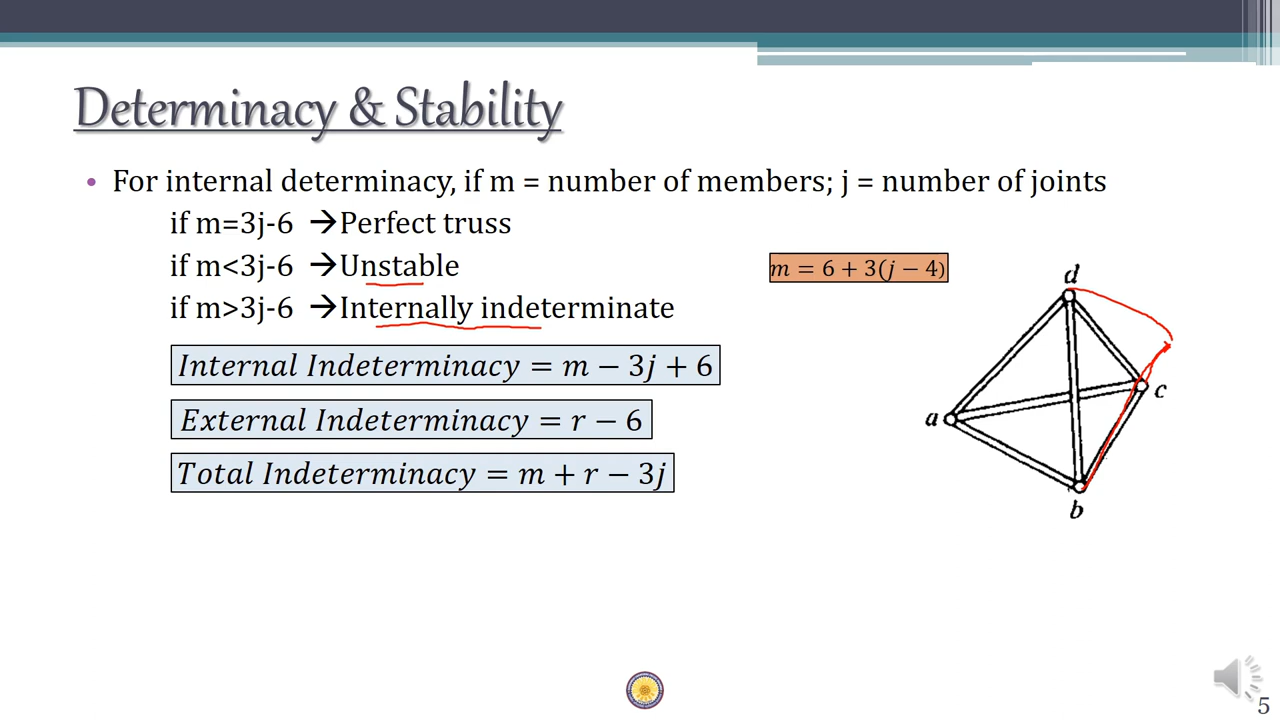 Determinacy & Stability
• For internal determinacy, if m = number of members; j = number of joints
if m=3j-6 →Perfect truss
if m<3j-6 →Unstable
if m>3j-6 →Internally indeterminate
m = 6 + 3(j − 4)
Internal Indeterminacy = m − 3j + 6
External Indeterminacy = r − 6
Total Indeterminacy = m + r − 3j
d
c
a
b
5